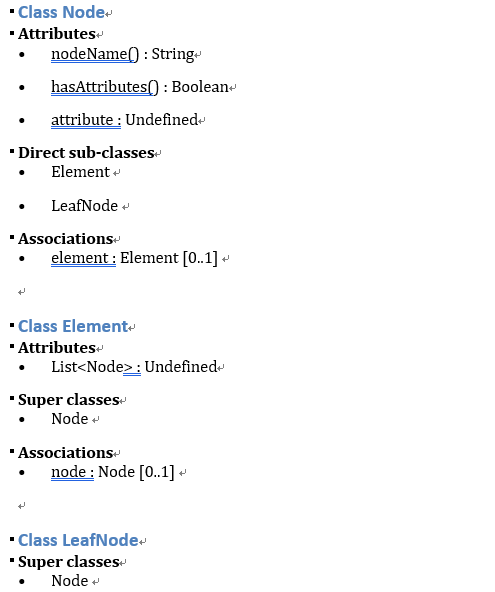 Class Node
Attributes
nodeName() : String
hasAttributes() : Boolean
attribute : Undefined
Direct sub-classes
Element
LeafNode
Associations
element : Element [0..1]
Class Element
Attributes
List<Node> : Undefined
Super classes
Node
Associations
node : Node [0..1]
Class LeafNode
Super classes
Node